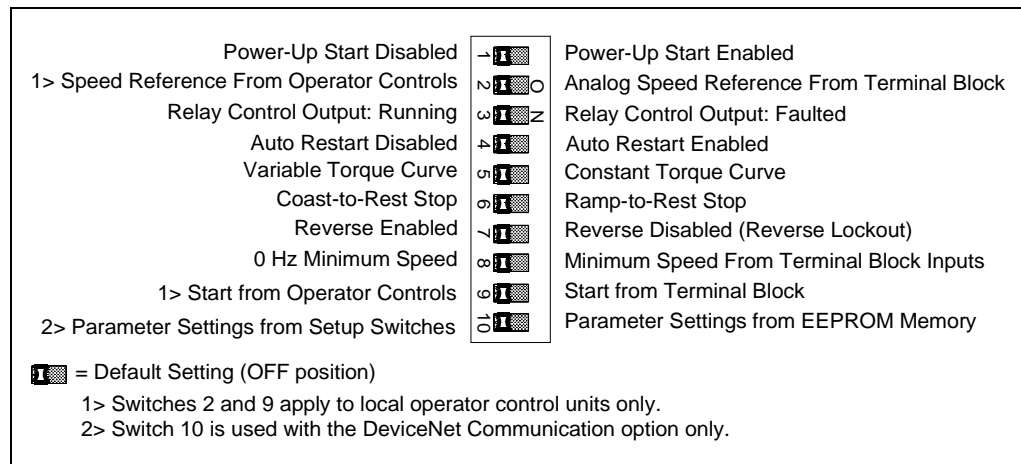 Power-Up Start Disabled 1 Power-Up Start Enabled
1> Speed Reference From Operator Controls 2 O Analog Speed Reference From Terminal Block
Relay Control Output: Running 3 N Relay Control Output: Faulted
Auto Restart Disabled 4 Auto Restart Enabled
Variable Torque Curve 5 Constant Torque Curve
Coast-to-Rest Stop 6 Ramp-to-Rest Stop
Reverse Enabled 7 Reverse Disabled (Reverse Lockout)
0 Hz Minimum Speed 8 Minimum Speed From Terminal Block Inputs
1> Start from Operator Controls 9 Start from Terminal Block
2> Parameter Settings from Setup Switches 10 Parameter Settings from EEPROM Memory
= Default Setting (OFF position)
1> Switches 2 and 9 apply to local operator control units only.
2> Switch 10 is used with the DeviceNet Communication option only.